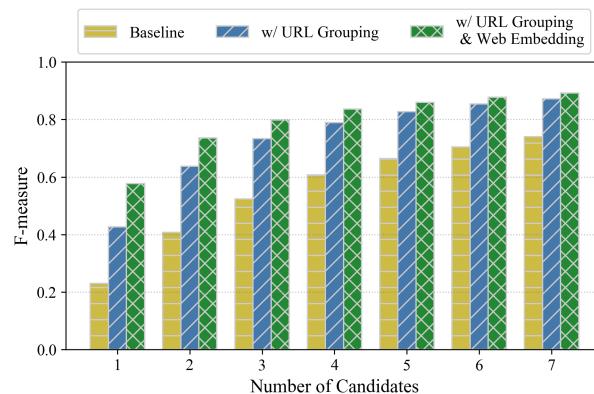 Baseline
w/ URL Grouping
w/ URL Grouping
& Web Embedding
F-measure
1.0
0.8
0.6
0.4
0.2
0.0
1 2 3 4 5 6 7
Number of Candidates